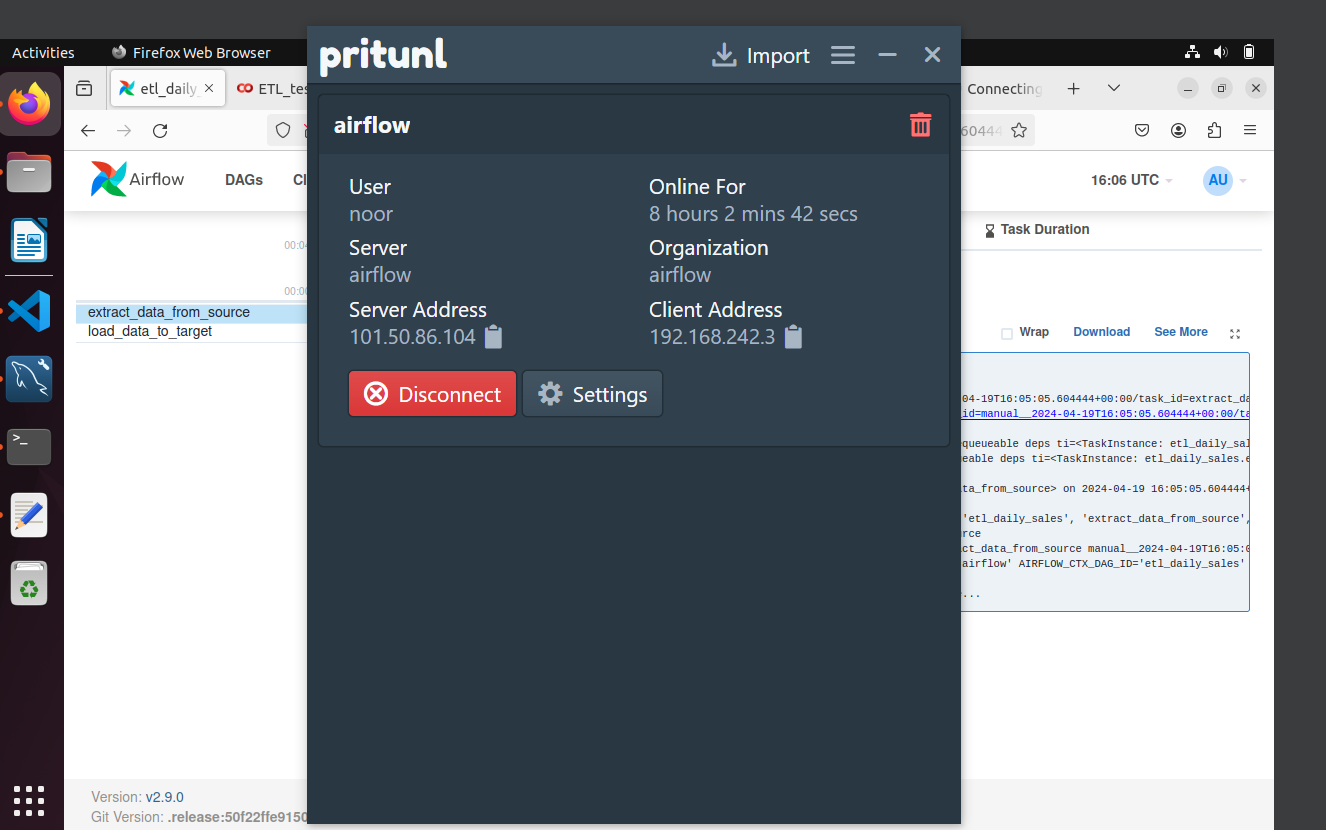 Activities
Firefox Web Browser
pritunl
Import
etl_daily_
ETL_tes
Connecting
60444
airflow
User
noor
Online For
8 hours 2 mins 42 secs
Server
airflow
Organization
airflow
Server Address
101.50.86.104
Client Address
192.168.242.3
Disconnect
Settings
Airflow
DAGs
Cl
16:06 UTC
AU
00:0
Task Duration
00:00
extract_data_from_source
load_data_to_target
Wrap
Download
See More
04-19T16:05:05.604444+00:00/task_id=extract_da
id=manual__2024-04-19T16:05:05.604444+00:00/ta
queueable deps ti=<TaskInstance: etl_daily_sal
eable deps ti=<TaskInstance: etl_daily_sales.e
ta_from_source> on 2024-04-19 16:05:05.604444+
'etl_daily_sales', 'extract_data_from_source',
rce
ct_data_from_source manual__2024-04-19T16:05:0
airflow' AIRFLOW_CTX_DAG_ID='etl_daily_sales'
...
Version: v2.9.0
Git Version: .release:50f22ffe9150